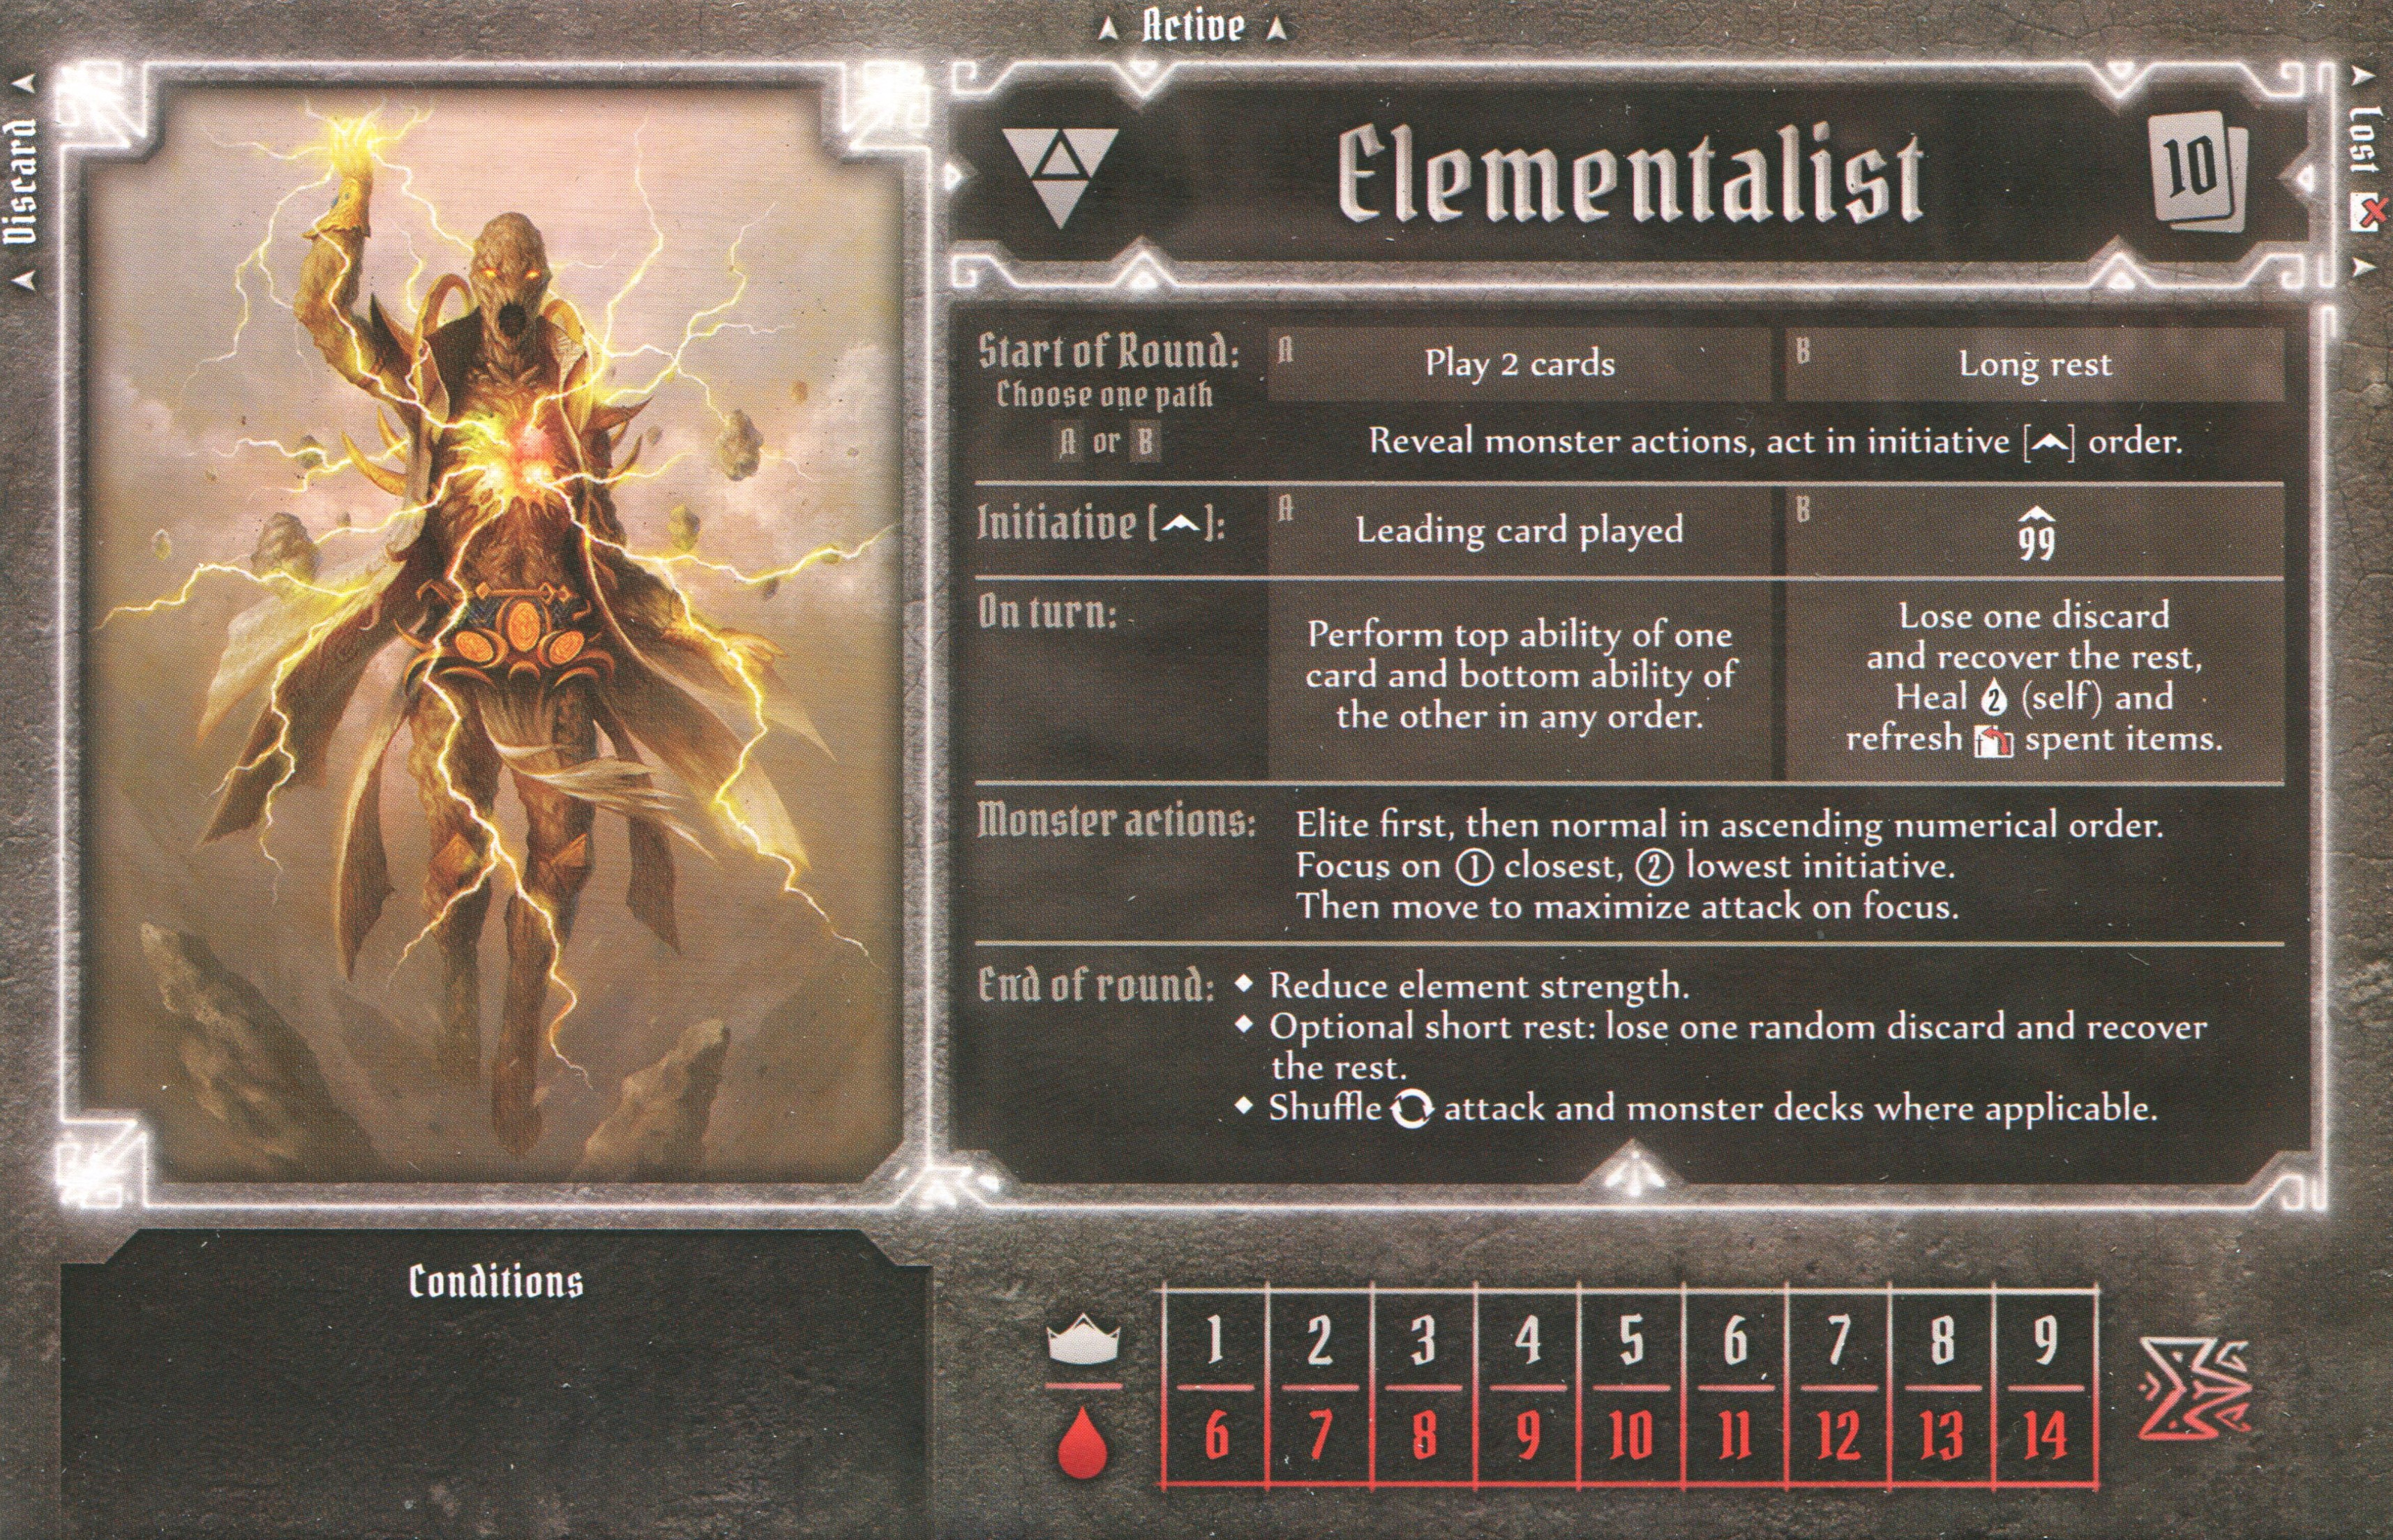 Active
Discard
Lost
Elementalist
10
Start of Round:
Choose one path
A or B
A
Play 2 cards
B
Long rest
Reveal monster actions, act in initiative [] order.
Initiative []:
A
Leading card played
B
99
On turn:
Perform top ability of one
card and bottom ability of
the other in any order.
Lose one discard
and recover the rest,
Heal 2 (self) and
refresh spent items.
Monster actions:
Elite first, then normal in ascending numerical order.
Focus on ① closest, ② lowest initiative.
Then move to maximize attack on focus.
End of round:
◆ Reduce element strength.
◆ Optional short rest: lose one random discard and recover
the rest.
◆ Shuffle attack and monster decks where applicable.
Conditions
1 2 3 4 5 6 7 8 9
6 7 8 9 10 11 12 13 14